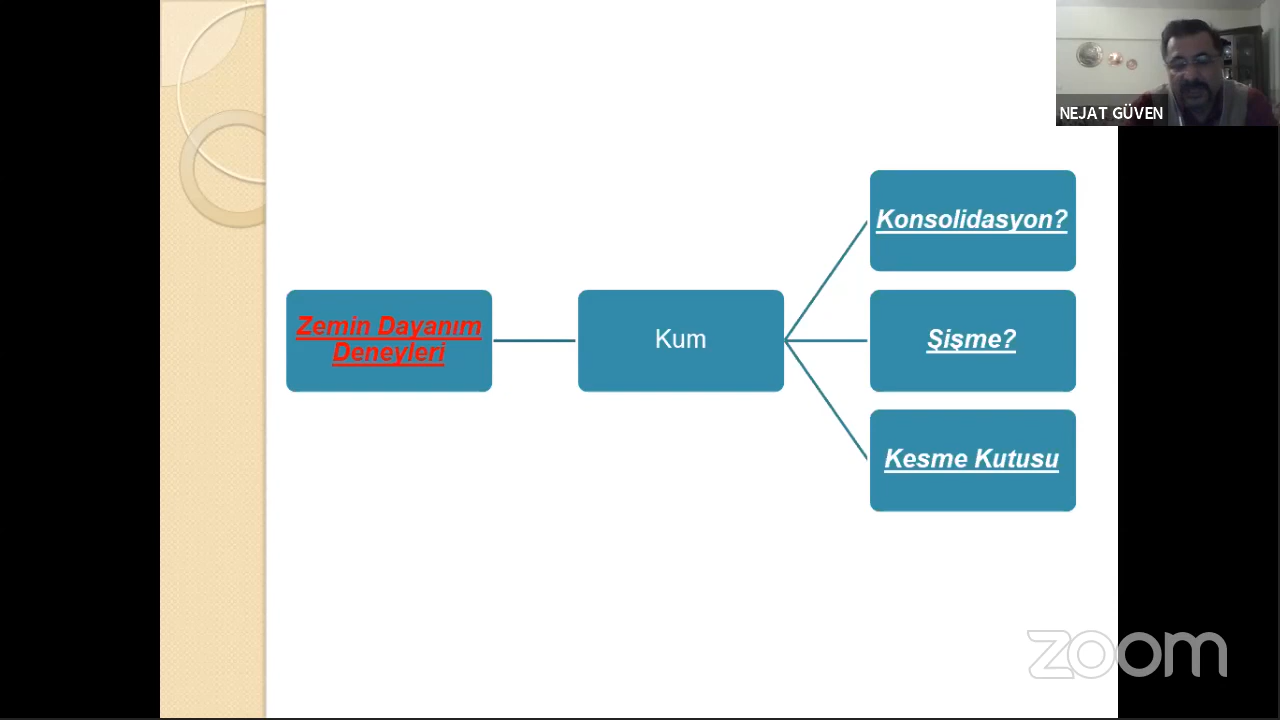 NEJAT GÜVEN
Konsolidasyon?
Zemin Dayanım
Deneyleri
Kum
Şişme?
Kesme Kutusu
zoom